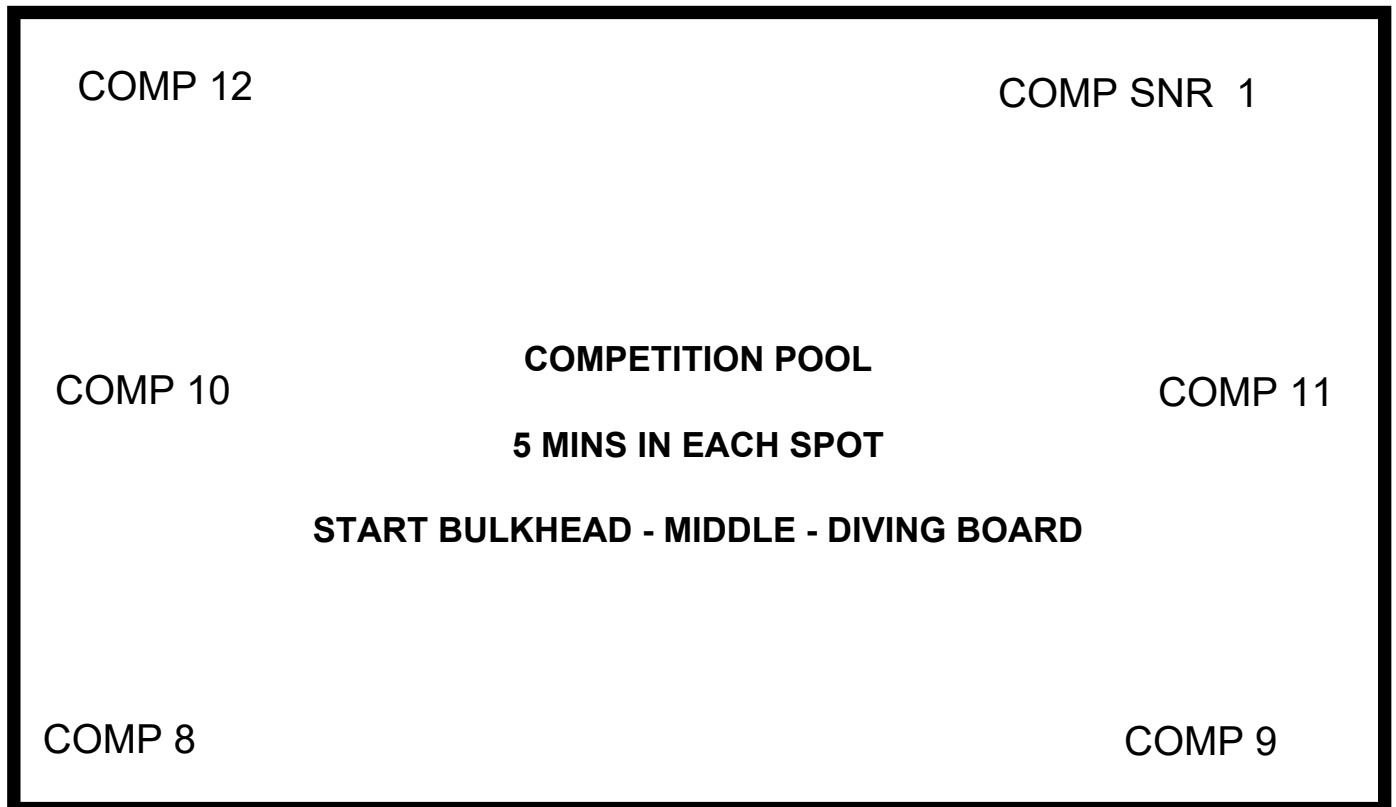 COMP 12
COMP SNR  1
COMPETITION POOL
COMP 10
COMP 11
5 MINS IN EACH SPOT
START BULKHEAD - MIDDLE - DIVING BOARD
COMP 8
COMP 9